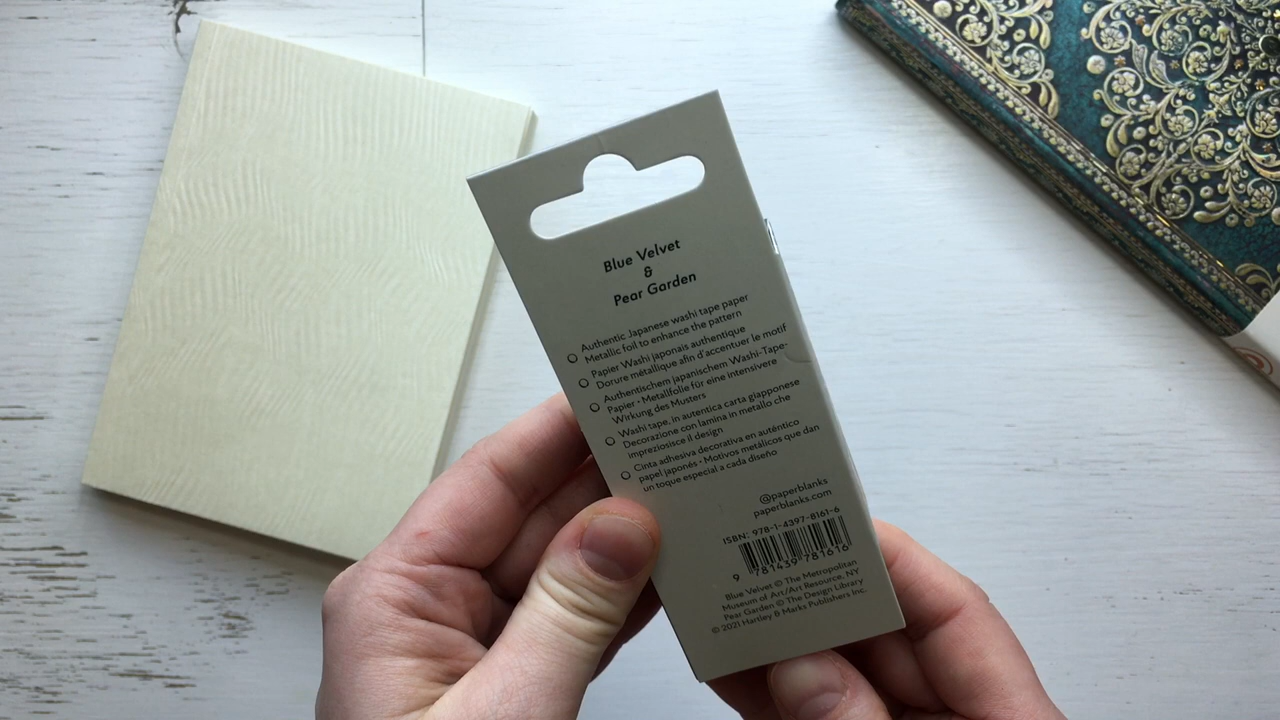 Blue Velvet
&
Pear Garden
Authentic Japanese washi tape paper
Metallic foil to enhance the pattern
Papier Washi japonais authentique
Dorure métallique afin d'accentuer le motif
Authentischem japanischem Washi-Tape-
Papier • Metallfolie für eine intensivere
Wirkung des Musters
Washi tape, in autentica carta giapponese
Decorazione con lamina in metallo che
impreziosisce il design
Cinta adhesiva decorativa en auténtico
papel japonés • Motivos metálicos que dan
un toque especial a cada diseño
@paperblanks
paperblanks.com
ISBN: 978-1-4397-8161-6
9 781439 781616
Blue Velvet © The Metropolitan
Museum of Art/Art Resource, NY
Pear Garden © The Design Library
© 2021 Hartley & Marks Publishers Inc.